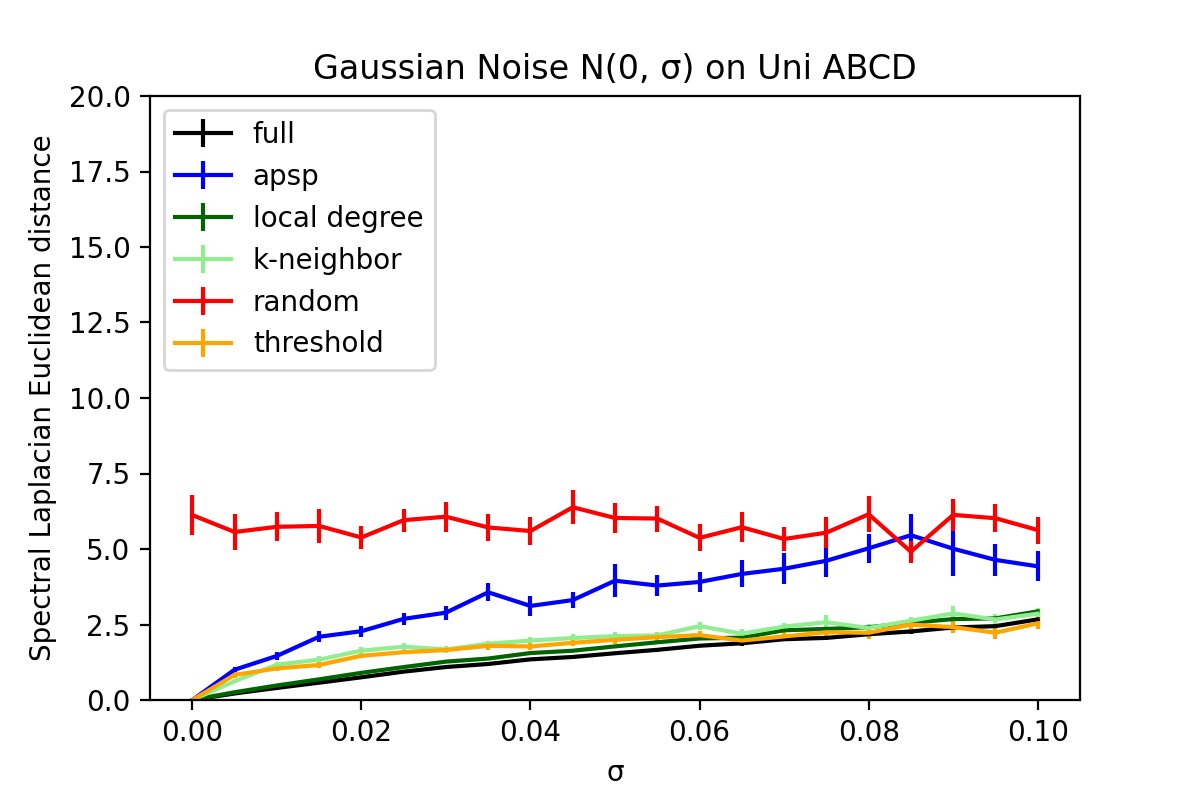 Gaussian Noise N(0, σ) on Uni ABCD
Spectral Laplacian Euclidean distance
20.0
17.5
15.0
12.5
10.0
7.5
5.0
2.5
0.0
full
apsp
local degree
k-neighbor
random
threshold
0.00 0.02 0.04 0.06 0.08 0.10
σ